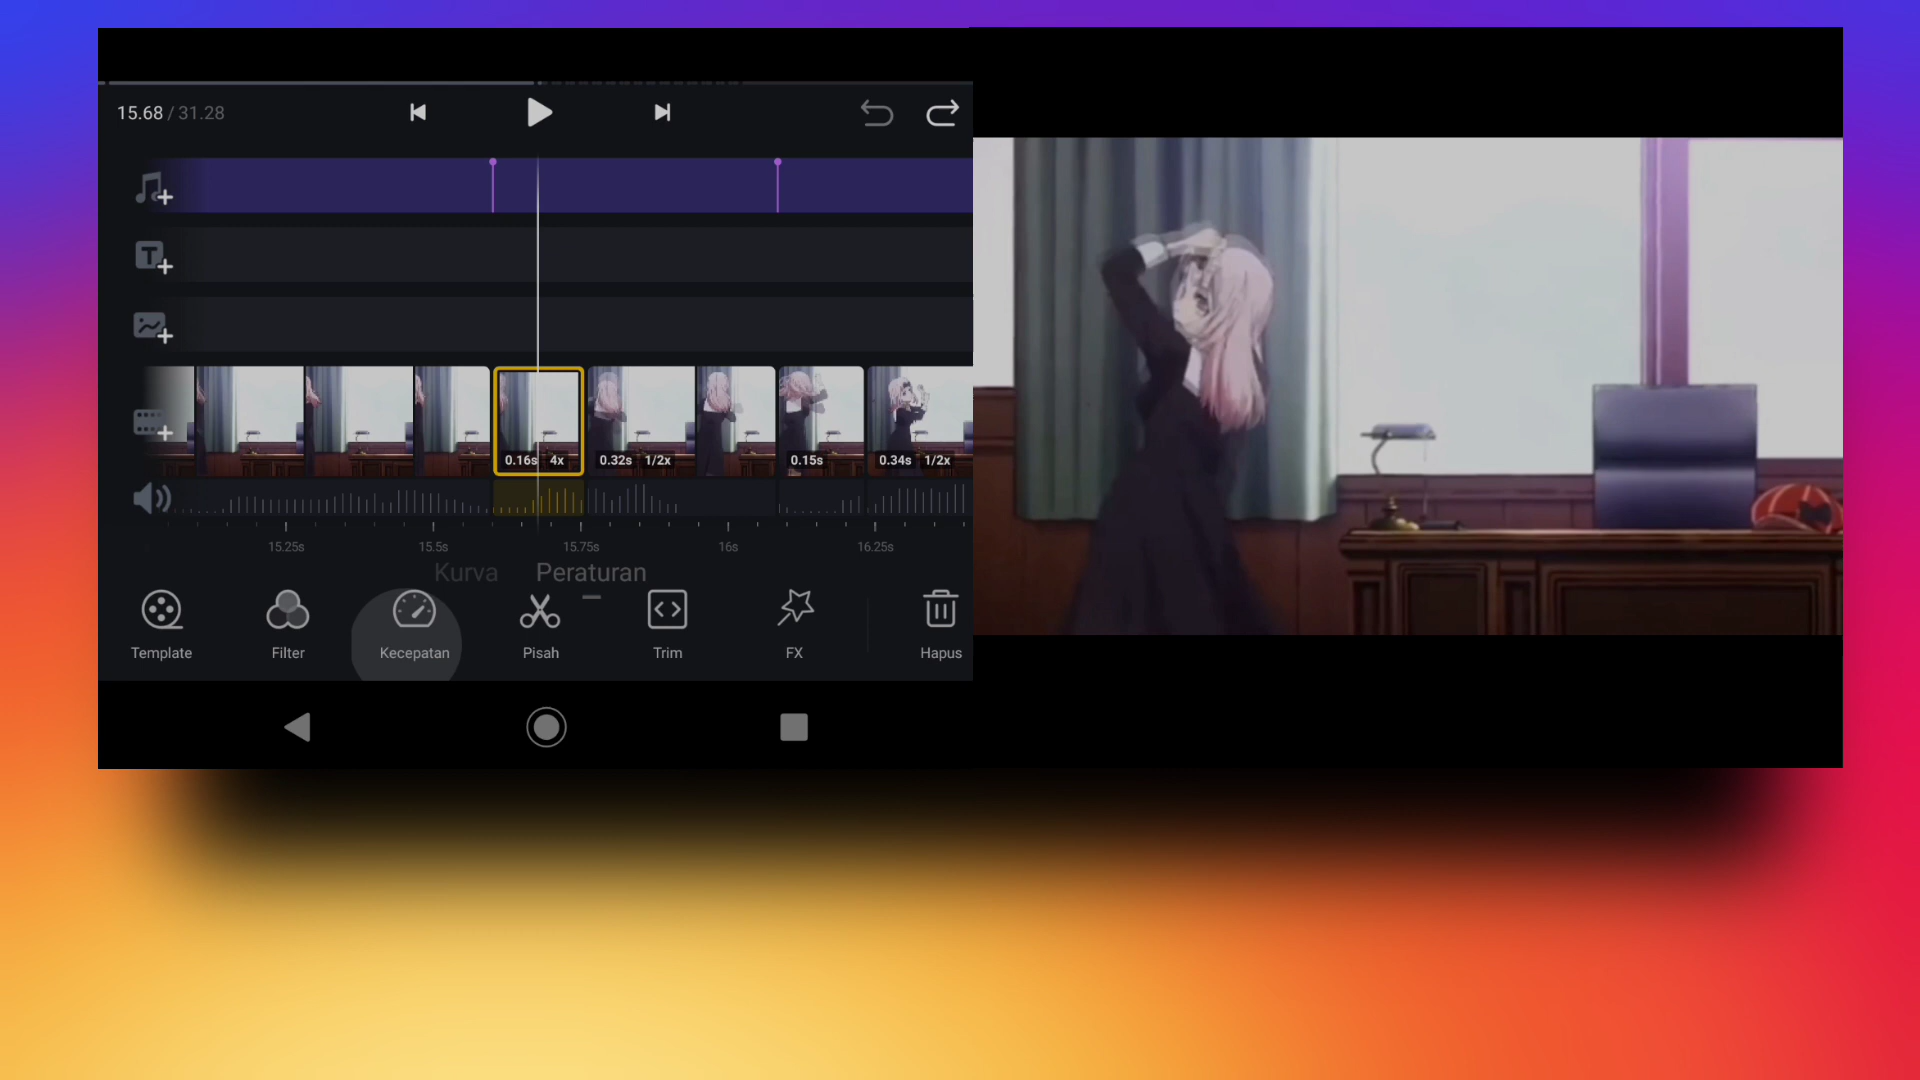 15.68 / 31.28
T
0.16s 4x 0.32s 1/2x 0.15s 0.34s 1/2x
15.25s 15.5s 15.75s 16s 16.25s
Kurva Peraturan
Template Filter Kecepatan Pisah Trim FX Hapus